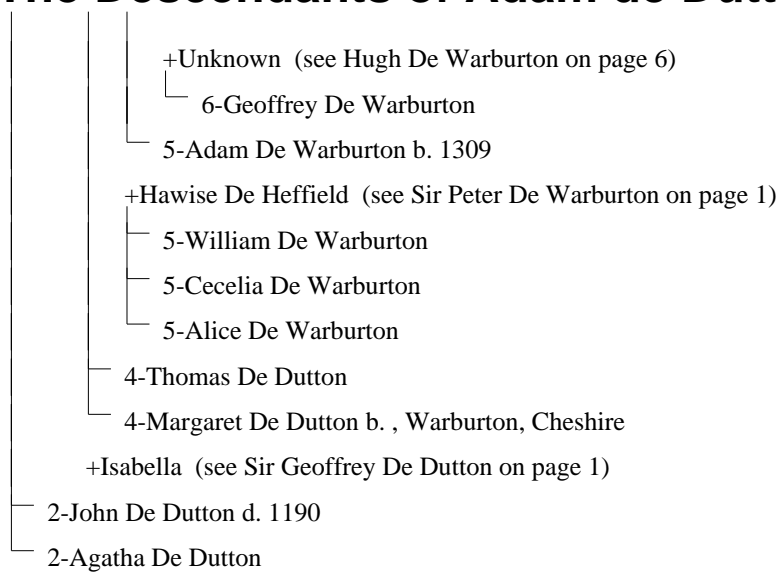 The Descendants of Adam de Dutt
+Unknown (see Hugh De Warburton on page 6)
6-Geoffrey De Warburton
5-Adam De Warburton b. 1309
+Hawise De Heffield (see Sir Peter De Warburton on page 1)
5-William De Warburton
5-Cecelia De Warburton
5-Alice De Warburton
4-Thomas De Dutton
4-Margaret De Dutton b. , Warburton, Cheshire
+Isabella (see Sir Geoffrey De Dutton on page 1)
2-John De Dutton d. 1190
2-Agatha De Dutton